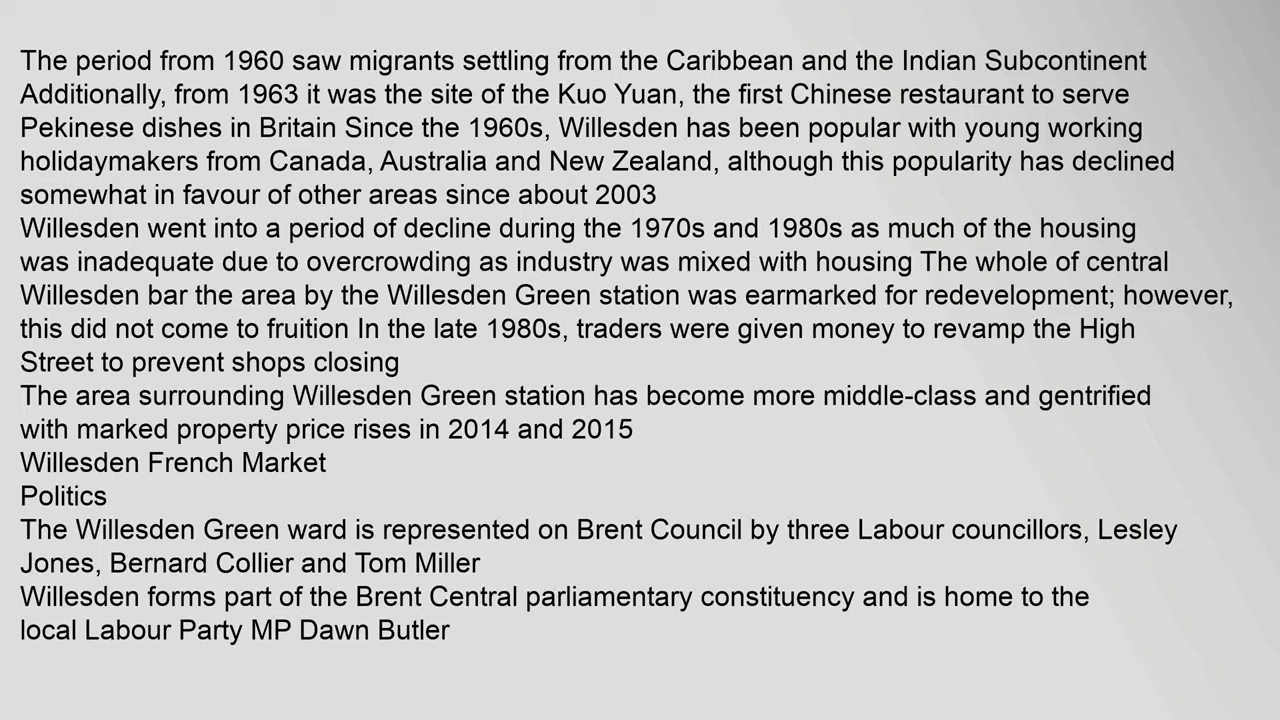 The period from 1960 saw migrants settling from the Caribbean and the Indian Subcontinent
Additionally, from 1963 it was the site of the Kuo Yuan, the first Chinese restaurant to serve
Pekinese dishes in Britain Since the 1960s, Willesden has been popular with young working
holidaymakers from Canada, Australia and New Zealand, although this popularity has declined
somewhat in favour of other areas since about 2003
Willesden went into a period of decline during the 1970s and 1980s as much of the housing
was inadequate due to overcrowding as industry was mixed with housing The whole of central
Willesden bar the area by the Willesden Green station was earmarked for redevelopment; however,
this did not come to fruition In the late 1980s, traders were given money to revamp the High
Street to prevent shops closing
The area surrounding Willesden Green station has become more middle-class and gentrified
with marked property price rises in 2014 and 2015
Willesden French Market
Politics
The Willesden Green ward is represented on Brent Council by three Labour councillors, Lesley
Jones, Bernard Collier and Tom Miller
Willesden forms part of the Brent Central parliamentary constituency and is home to the
local Labour Party MP Dawn Butler